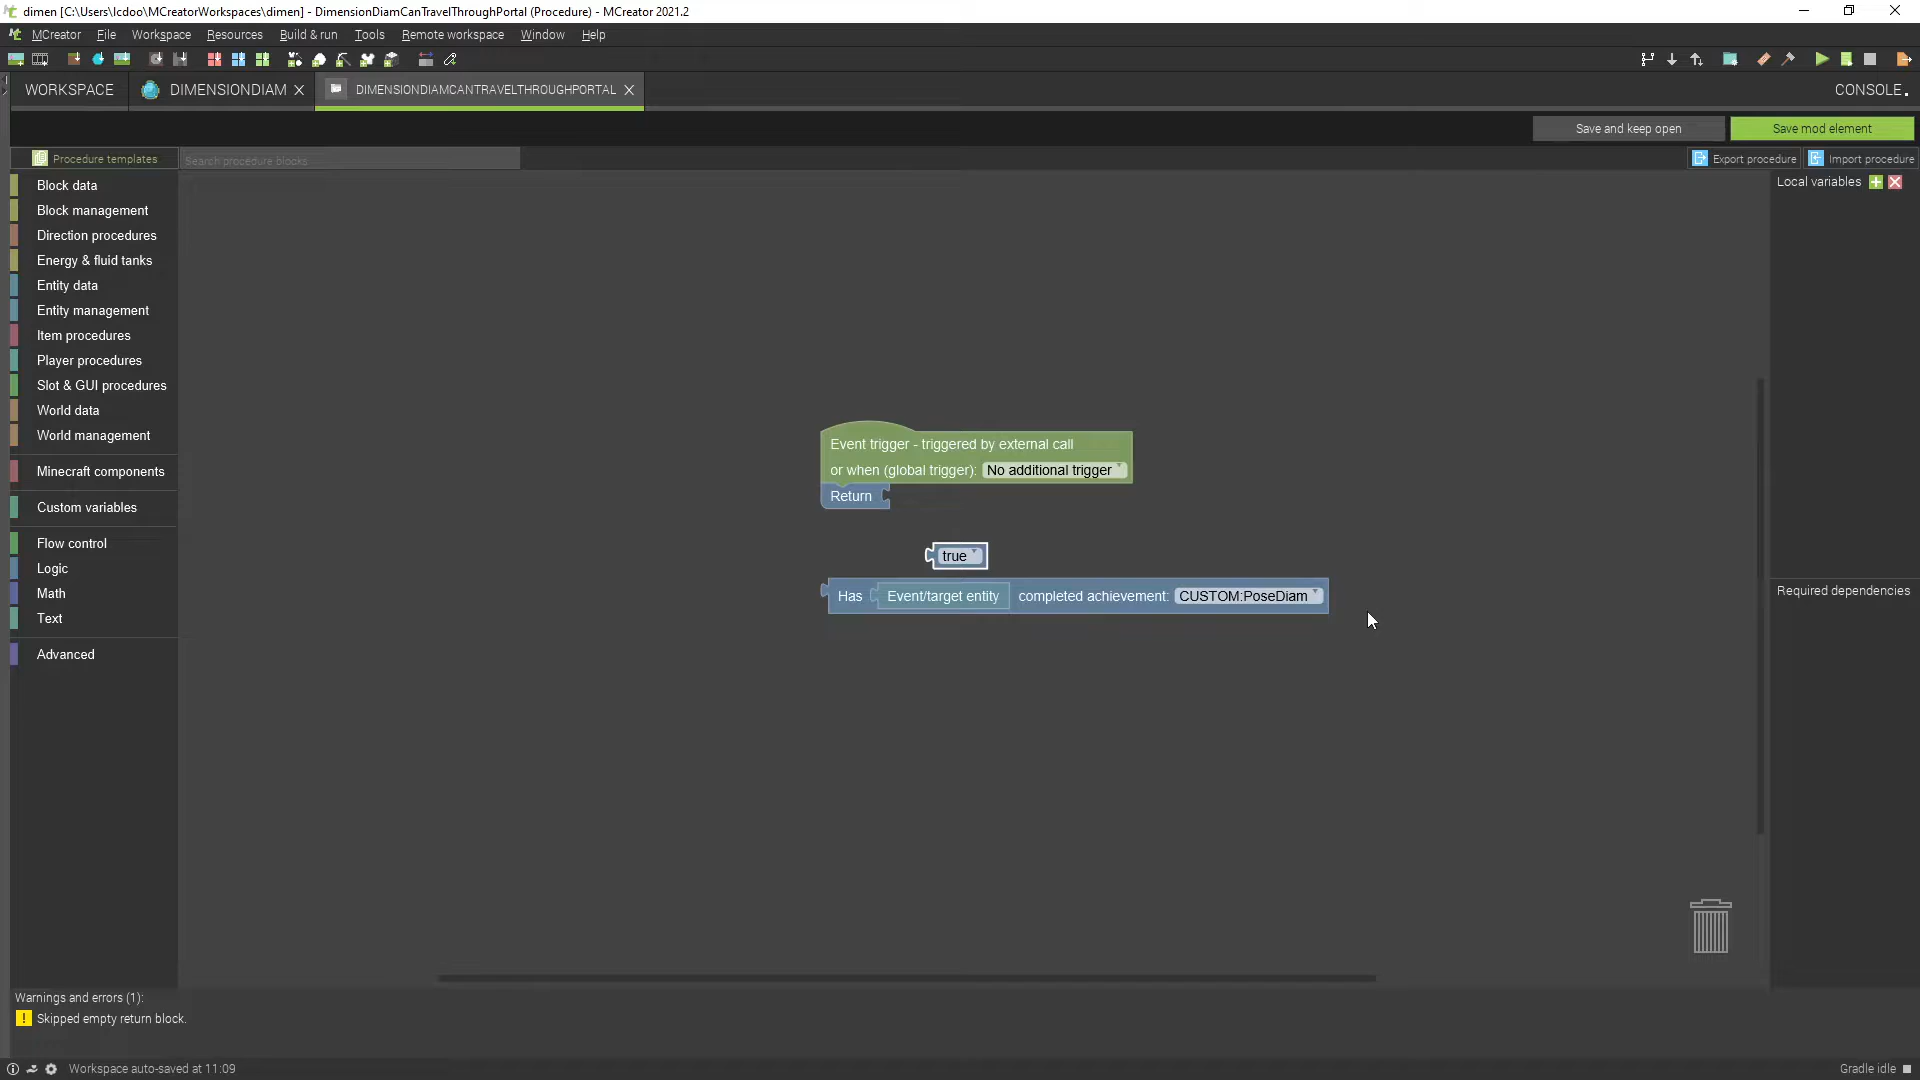 dimen [C:\Users\lcdoo\MCreatorWorkspaces\dimen] - DimensionDiamCanTravelThroughPortal (Procedure) - MCreator 2021.2
MCreator File Workspace Resources Build & run Tools Remote workspace Window Help
WORKSPACE DIMENSIONDIAM DIMENSIONDIAMCANTRAVELTHROUGHPORTAL CONSOLE
Save and keep open Save mod element
Procedure templates Search procedure blocks Export procedure Import procedure
Local variables
Block data
Block management
Direction procedures
Energy & fluid tanks
Entity data
Entity management
Item procedures
Player procedures
Slot & GUI procedures
World data
World management
Minecraft components
Custom variables
Flow control
Logic
Math
Text
Advanced
Event trigger - triggered by external call
or when (global trigger): No additional trigger
Return
true
Has Event/target entity completed achievement: CUSTOM:PoseDiam
Required dependencies
Warnings and errors (1):
Skipped empty return block.
Workspace auto-saved at 11:09 Gradle idle